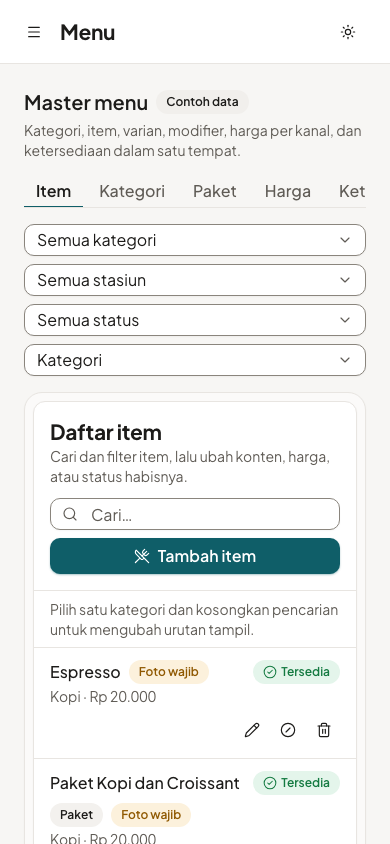 Menu
Master menu Contoh data
Kategori, item, varian, modifier, harga per kanal, dan
ketersediaan dalam satu tempat.
Item Kategori Paket Harga Ket
Semua kategori
Semua stasiun
Semua status
Kategori
Daftar item
Cari dan filter item, lalu ubah konten, harga,
atau status habisnya.
Cari...
Tambah item
Pilih satu kategori dan kosongkan pencarian
untuk mengubah urutan tampil.
Espresso Foto wajib Tersedia
Kopi · Rp 20.000
Paket Kopi dan Croissant Tersedia
Paket Foto wajib
Kopi · Rp 20.000